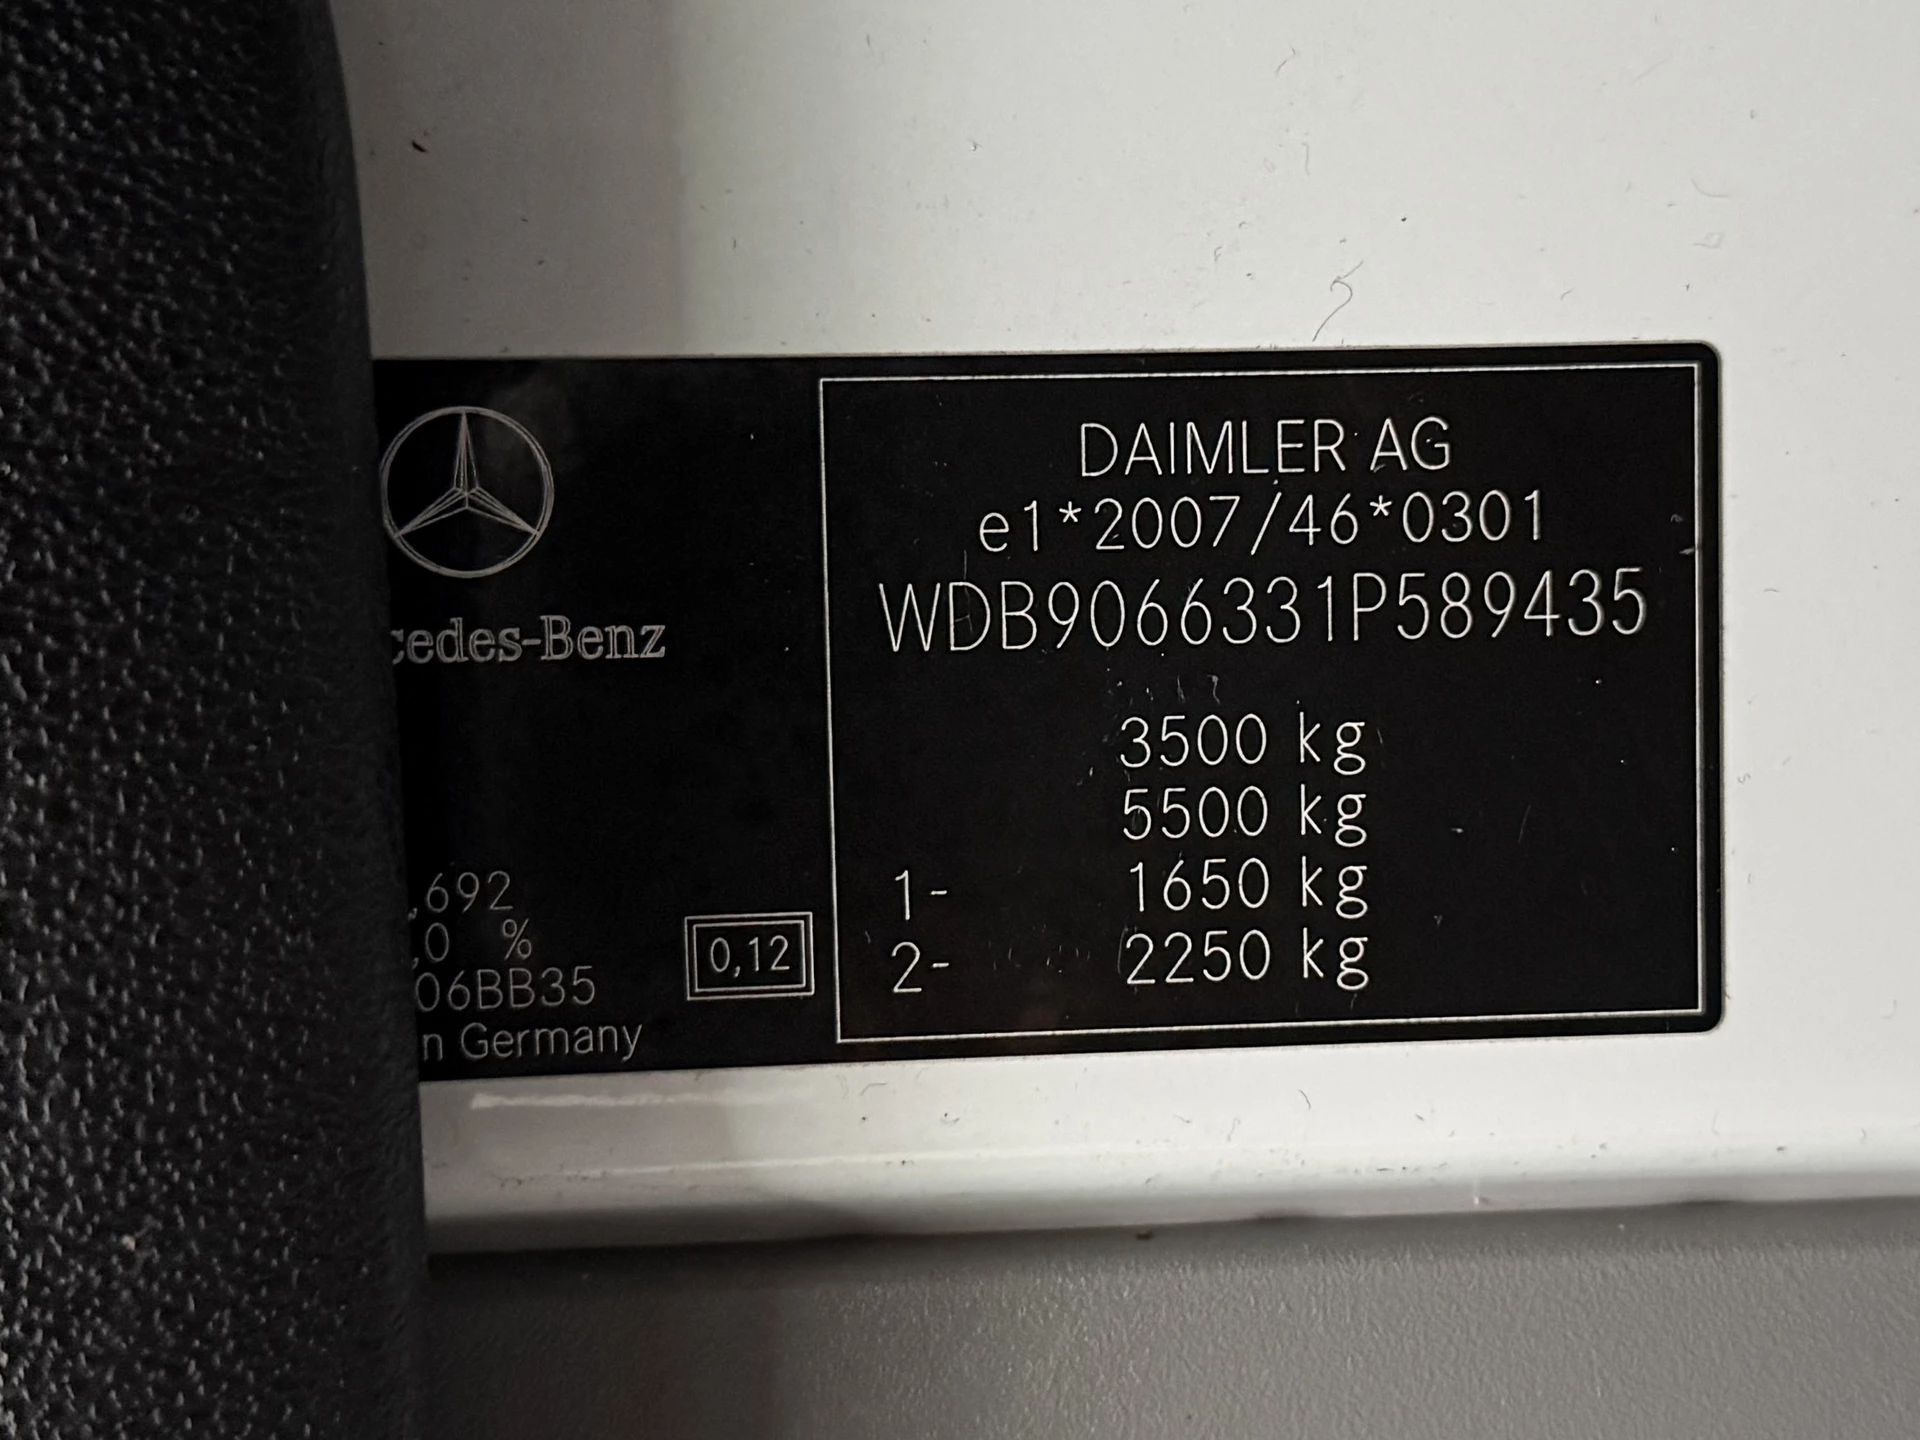 DAIMLER AG
e1*2007/46*0301
WDB9066331P589435
3500 kg
5500 kg
1- 1650 kg
2- 2250 kg
cedes-Benz
692
,0 %
06BB35
n Germany
0,12